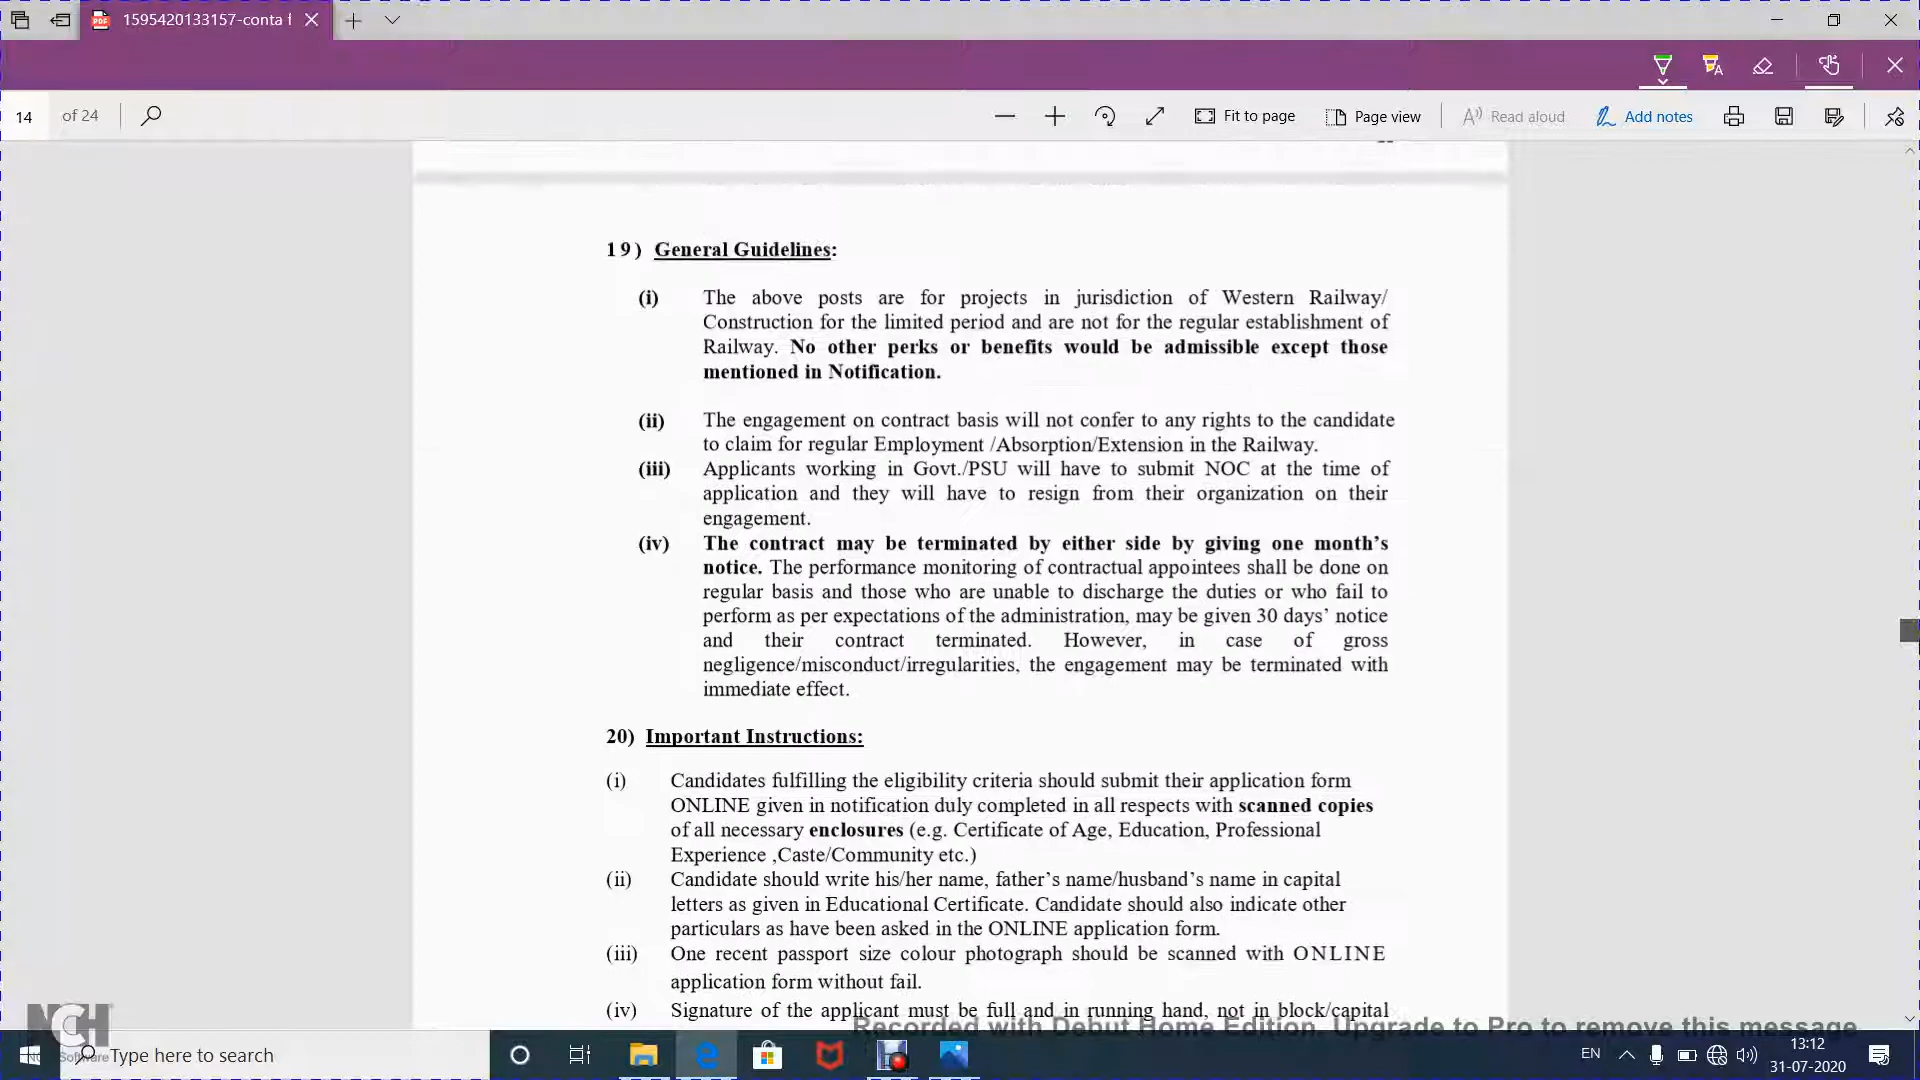 1595420133157-conta
14 of 24
Fit to page
Page view
Read aloud
Add notes
19) General Guidelines:
(i) The above posts are for projects in jurisdiction of Western Railway/
Construction for the limited period and are not for the regular establishment of
Railway. No other perks or benefits would be admissible except those
mentioned in Notification.
(ii) The engagement on contract basis will not confer to any rights to the candidate
to claim for regular Employment /Absorption/Extension in the Railway.
(iii) Applicants working in Govt./PSU will have to submit NOC at the time of
application and they will have to resign from their organization on their
engagement.
(iv) The contract may be terminated by either side by giving one month's
notice. The performance monitoring of contractual appointees shall be done on
regular basis and those who are unable to discharge the duties or who fail to
perform as per expectations of the administration, may be given 30 days' notice
and their contract terminated. However, in case of gross
negligence/misconduct/irregularities, the engagement may be terminated with
immediate effect.
20) Important Instructions:
(i) Candidates fulfilling the eligibility criteria should submit their application form
ONLINE given in notification duly completed in all respects with scanned copies
of all necessary enclosures (e.g. Certificate of Age, Education, Professional
Experience ,Caste/Community etc.)
(ii) Candidate should write his/her name, father's name/husband's name in capital
letters as given in Educational Certificate. Candidate should also indicate other
particulars as have been asked in the ONLINE application form.
(iii) One recent passport size colour photograph should be scanned with ONLINE
application form without fail.
(iv) Signature of the applicant must be full and in running hand, not in block/capital
NCH
Software
Recorded with Debut Home Edition. Upgrade to Pro to remove this message
Type here to search
EN
13:12
31-07-2020